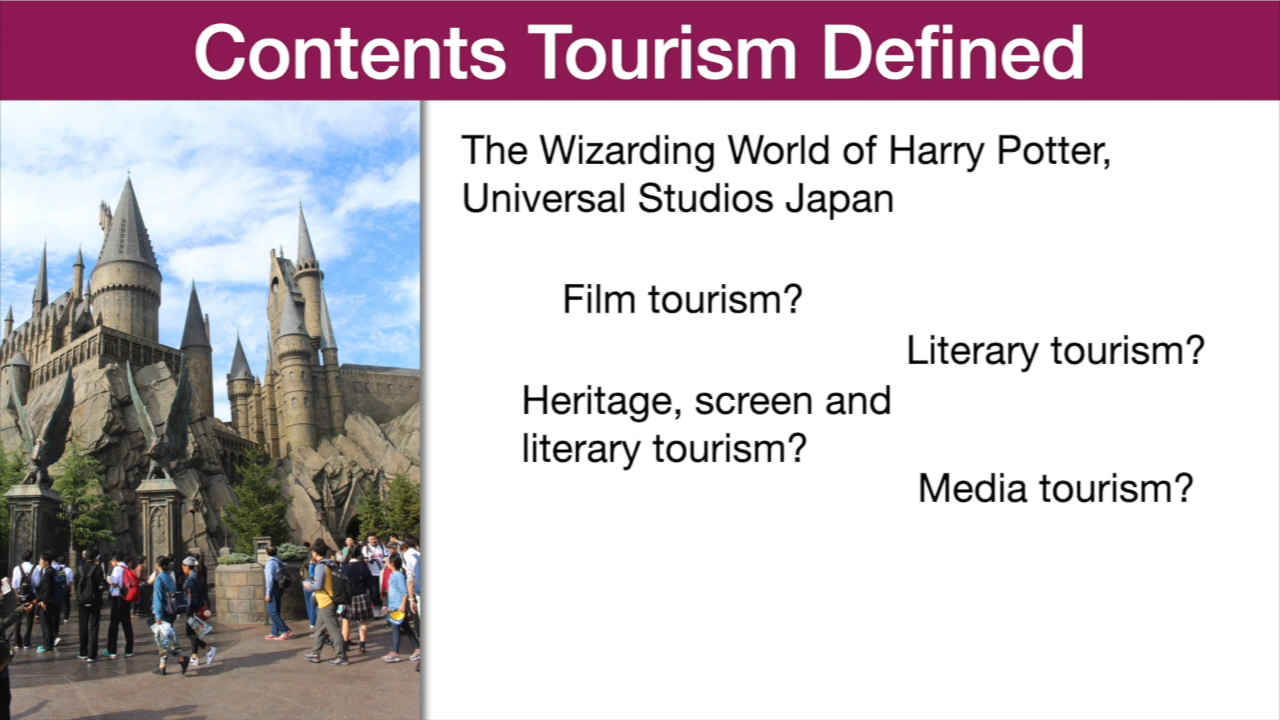 Contents Tourism Defined
The Wizarding World of Harry Potter,
Universal Studios Japan
Film tourism?
Literary tourism?
Heritage, screen and
literary tourism?
Media tourism?